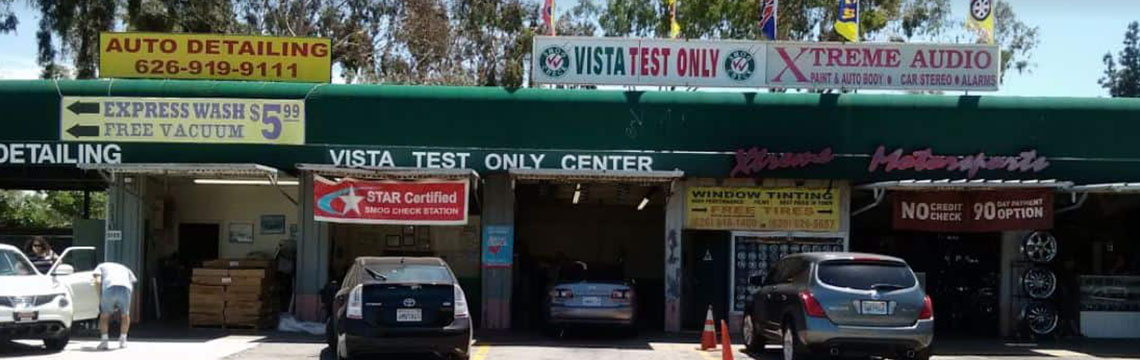 AUTO DETAILING
626-919-9111
VISTA TEST ONLY
XTREME AUDIO
PAINT & AUTO BODY • CAR STEREO • ALARMS
EXPRESS WASH $5.99
FREE VACUUM
DETAILING
VISTA TEST ONLY CENTER
Xtreme Motorsports
STAR Certified
SMOG CHECK STATION
WINDOW TINTING
FREE TIRES
NO CREDIT CHECK
90 DAY PAYMENT OPTION